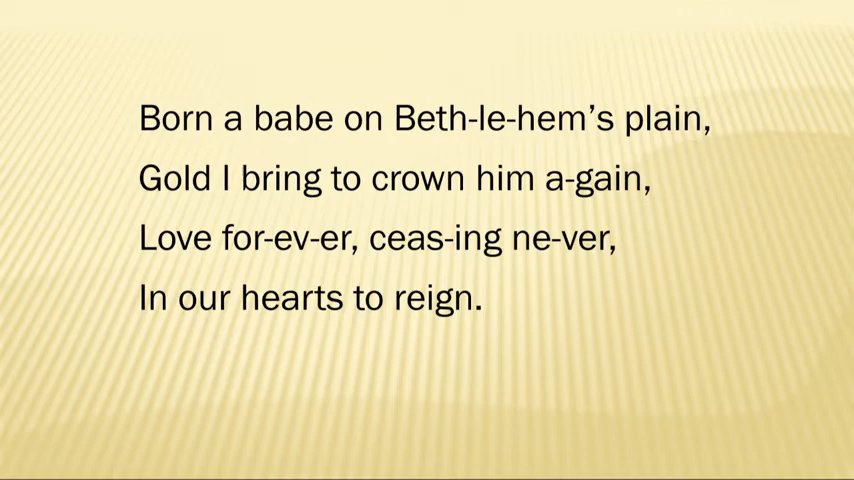 Born a babe on Beth-le-hem’s plain,
Gold I bring to crown him a-gain,
Love for-ev-er, ceas-ing ne-ver,
In our hearts to reign.